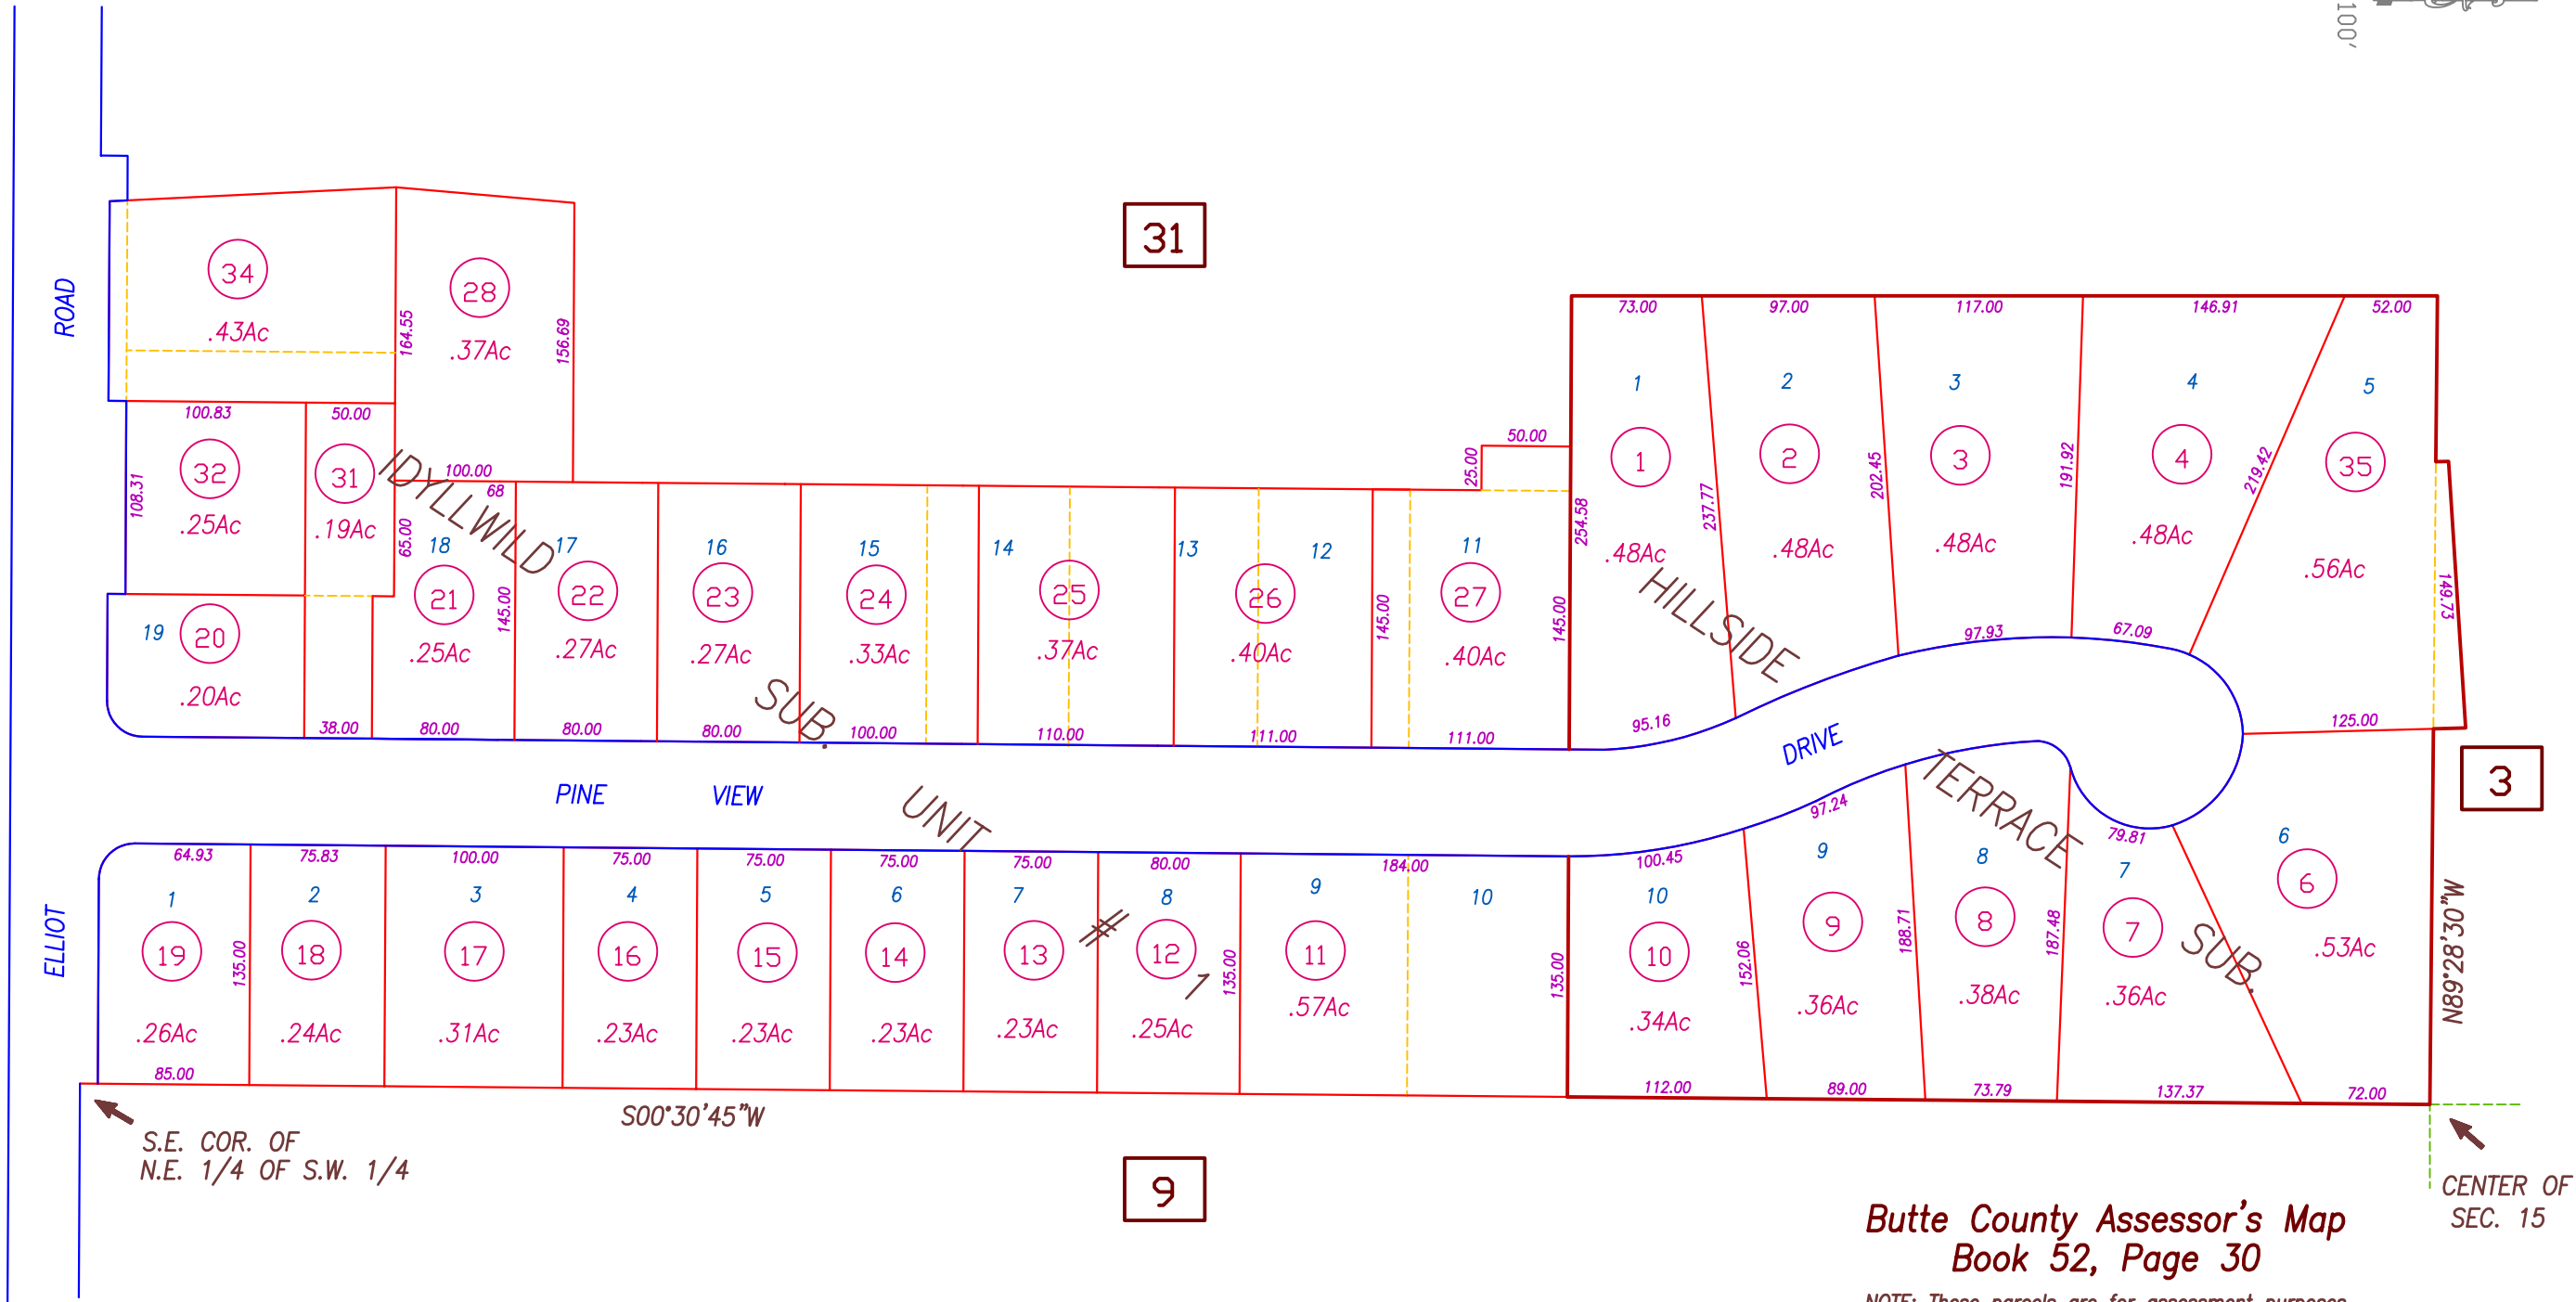 100'
31
ROAD
34
.43Ac
164.55
28
.37Ac
156.69
73.00 97.00 117.00 146.91 52.00
1 2 3 4 5
1 2 3 4 35
.48Ac .48Ac .48Ac .48Ac .56Ac
254.58 237.77 202.45 191.92 219.42 149.73
100.83 50.00
32 31
108.31
.25Ac .19Ac
IDYLLWILD
100.00
68
65.00
50.00
25.00
18 17 16 15 14 13 12 11
21 22 23 24 25 26 27
145.00 145.00 145.00
.25Ac .27Ac .27Ac .33Ac .37Ac .40Ac .40Ac
19 20
.20Ac
38.00 80.00 80.00 80.00 100.00 110.00 111.00 111.00
SUB.
HILLSIDE
95.16 97.93 67.09
125.00
DRIVE
PINE VIEW
UNIT
TERRACE
3
97.24
79.81
64.93 75.83 100.00 75.00 75.00 75.00 75.00 80.00 184.00 100.45
1 2 3 4 5 6 7 8 9 10
10 9 8 7 6
ELLIOT
19 18 17 16 15 14 13 12 11
10 9 8 7 6
#
1
135.00 135.00 135.00 152.06 188.71 187.48
SUB.
N89°28'30"W
.26Ac .24Ac .31Ac .23Ac .23Ac .23Ac .23Ac .25Ac .57Ac
.34Ac .36Ac .38Ac .36Ac .53Ac
85.00
112.00 89.00 73.79 137.37 72.00
S00°30'45"W
S.E. COR. OF
N.E. 1/4 OF S.W. 1/4
9
CENTER OF
SEC. 15
Butte County Assessor's Map
Book 52, Page 30
NOTE: These parcels are for assessment purposes